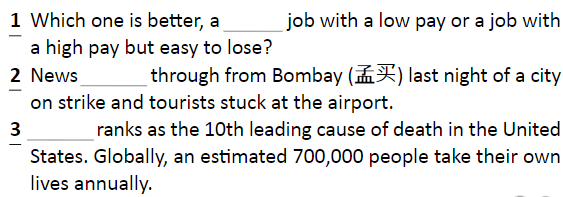 1 Which one is better, a ______ job with a low pay or a job with
a high pay but easy to lose?
2 News _______ through from Bombay (孟买) last night of a city
on strike and tourists stuck at the airport.
3 _______ ranks as the 10th leading cause of death in the United
States. Globally, an estimated 700,000 people take their own
lives annually.